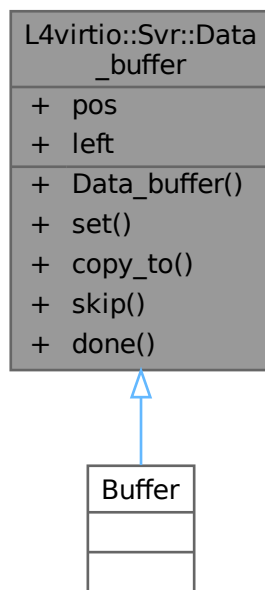 L4virtio::Svr::Data
_buffer
+ pos
+ left
+ Data_buffer()
+ set()
+ copy_to()
+ skip()
+ done()
Buffer